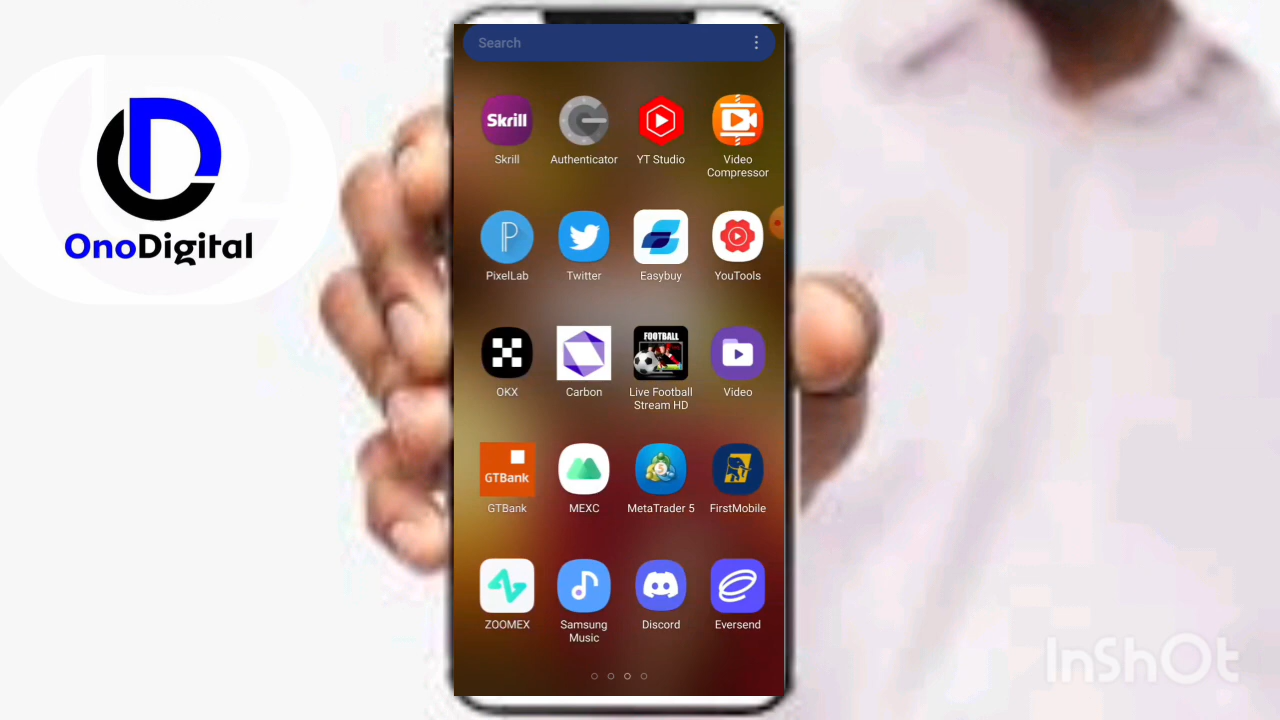 Search
Skrill
Skrill
Authenticator
YT Studio
Video
Compressor
P
PixelLab
Twitter
Easybuy
YouTools
OnoDigital
OKX
Carbon
FOOTBALL
Live Football
Stream HD
Video
GTBank
GTBank
MEXC
5
MetaTrader 5
FirstMobile
ZOOMEX
Samsung
Music
Discord
Eversend
InShOt